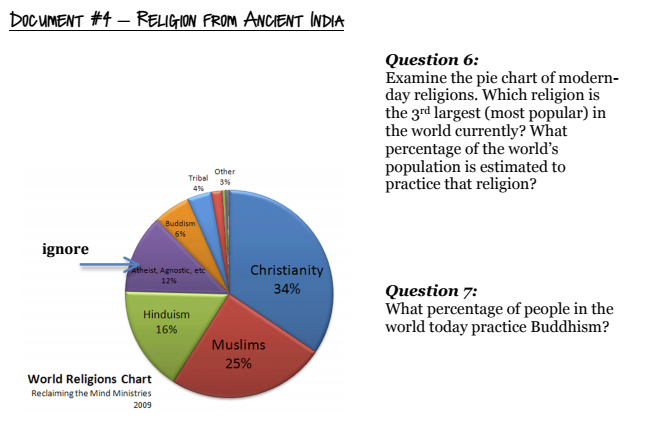 Document #4 – Religion from Ancient India
Question 6:
Examine the pie chart of modern-
day religions. Which religion is
the 3rd largest (most popular) in
the world currently? What
percentage of the world's
population is estimated to
practice that religion?
Other
3%
Tribal
4%
Buddism
6%
ignore
Atheist, Agnostic, etc
12%
Christianity
34%
Hinduism
16%
Muslims
25%
World Religions Chart
Reclaiming the Mind Ministries
2009
Question 7:
What percentage of people in the
world today practice Buddhism?